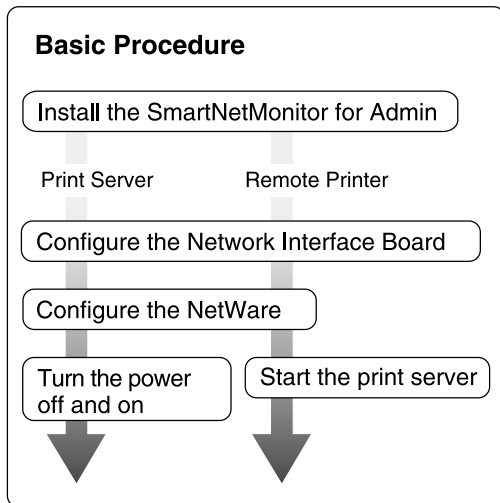 Basic Procedure
Install the SmartNetMonitor for Admin
Print Server
Remote Printer
Configure the Network Interface Board
Configure the NetWare
Turn the power
off and on
Start the print server